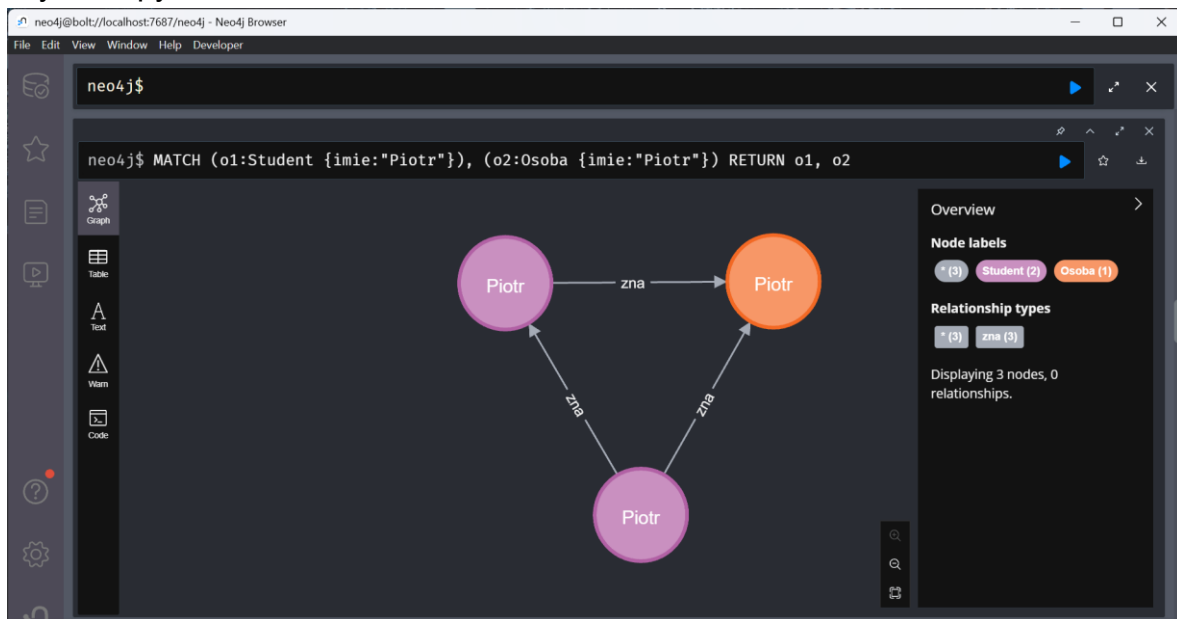 neo4j@bolt://localhost:7687/neo4j - Neo4j Browser
File Edit View Window Help Developer
neo4j$
neo4j$ MATCH (o1:Student {imie:"Piotr"}), (o2:Osoba {imie:"Piotr"}) RETURN o1, o2
Graph
Table
Text
Warn
Code
Piotr
zna
Piotr
zna
zna
Piotr
Overview
Node labels
* (3) Student (2) Osoba (1)
Relationship types
* (3) zna (3)
Displaying 3 nodes, 0
relationships.